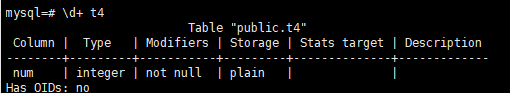 mysql=# \d+ t4
                         Table "public.t4"
 Column |  Type   | Modifiers | Storage | Stats target | Description
--------+---------+-----------+---------+--------------+-------------
 num    | integer | not null  | plain   |              |
Has OIDs: no